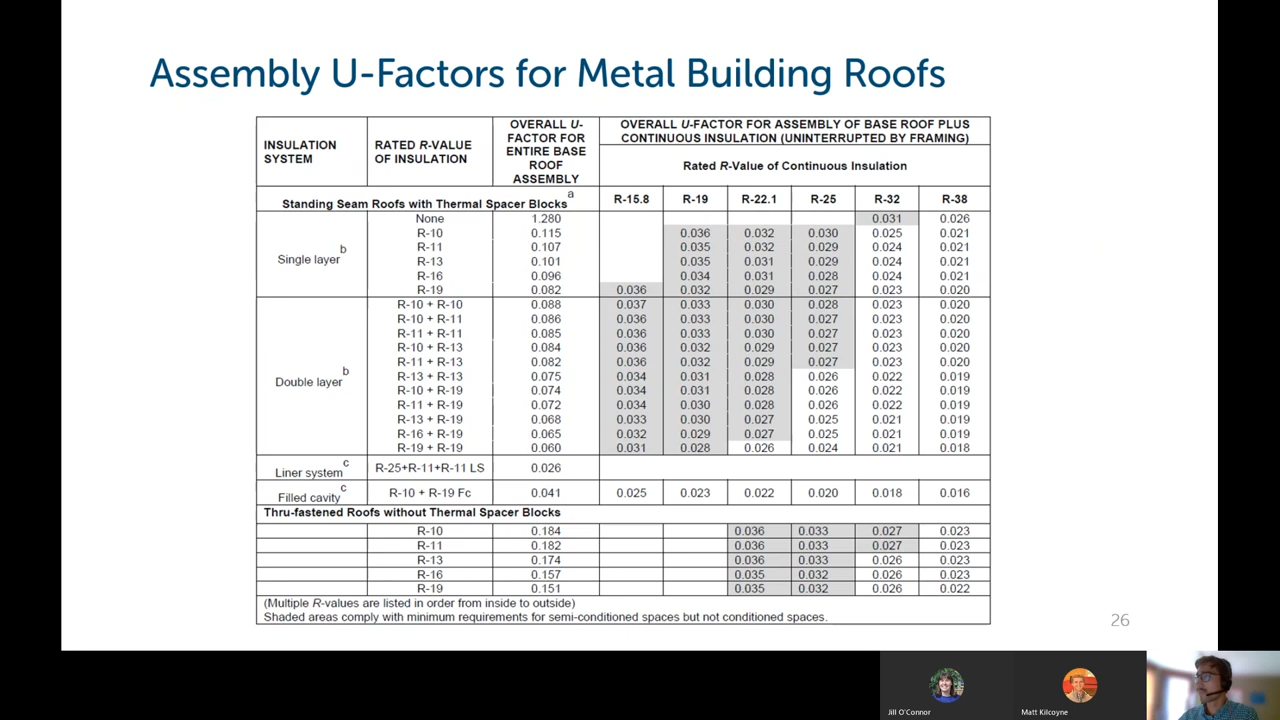 Assembly U-Factors for Metal Building Roofs
INSULATION SYSTEM | RATED R-VALUE OF INSULATION | OVERALL U-FACTOR FOR ENTIRE BASE ROOF ASSEMBLY | OVERALL U-FACTOR FOR ASSEMBLY OF BASE ROOF PLUS CONTINUOUS INSULATION (UNINTERRUPTED BY FRAMING)
Rated R-Value of Continuous Insulation
Standing Seam Roofs with Thermal Spacer Blocks a | R-15.8 | R-19 | R-22.1 | R-25 | R-32 | R-38
None | 1.280 | 0.031 | 0.026
R-10 | 0.115 | 0.036 | 0.032 | 0.030 | 0.025 | 0.021
R-11 | 0.107 | 0.035 | 0.032 | 0.029 | 0.024 | 0.021
Single layer b | R-13 | 0.101 | 0.035 | 0.031 | 0.029 | 0.024 | 0.021
R-16 | 0.096 | 0.034 | 0.031 | 0.028 | 0.024 | 0.021
R-19 | 0.082 | 0.036 | 0.032 | 0.029 | 0.027 | 0.023 | 0.020
R-10 + R-10 | 0.088 | 0.037 | 0.033 | 0.030 | 0.028 | 0.023 | 0.020
R-10 + R-11 | 0.086 | 0.036 | 0.033 | 0.030 | 0.027 | 0.023 | 0.020
R-11 + R-11 | 0.085 | 0.036 | 0.033 | 0.030 | 0.027 | 0.023 | 0.020
R-10 + R-13 | 0.084 | 0.036 | 0.032 | 0.029 | 0.027 | 0.023 | 0.020
R-11 + R-13 | 0.082 | 0.036 | 0.032 | 0.029 | 0.027 | 0.023 | 0.020
Double layer b | R-13 + R-13 | 0.075 | 0.034 | 0.031 | 0.028 | 0.026 | 0.022 | 0.019
R-10 + R-19 | 0.074 | 0.034 | 0.031 | 0.028 | 0.026 | 0.022 | 0.019
R-11 + R-19 | 0.072 | 0.034 | 0.030 | 0.028 | 0.026 | 0.022 | 0.019
R-13 + R-19 | 0.068 | 0.033 | 0.030 | 0.027 | 0.025 | 0.021 | 0.019
R-16 + R-19 | 0.065 | 0.032 | 0.029 | 0.027 | 0.025 | 0.021 | 0.019
R-19 + R-19 | 0.060 | 0.031 | 0.028 | 0.026 | 0.024 | 0.021 | 0.018
Liner system c | R-25+R-11+R-11 LS | 0.026
Filled cavity c | R-10 + R-19 Fc | 0.041 | 0.025 | 0.023 | 0.022 | 0.020 | 0.018 | 0.016
Thru-fastened Roofs without Thermal Spacer Blocks
R-10 | 0.184 | 0.036 | 0.033 | 0.027 | 0.023
R-11 | 0.182 | 0.036 | 0.033 | 0.027 | 0.023
R-13 | 0.174 | 0.036 | 0.033 | 0.026 | 0.023
R-16 | 0.157 | 0.035 | 0.032 | 0.026 | 0.023
R-19 | 0.151 | 0.035 | 0.032 | 0.026 | 0.022
(Multiple R-values are listed in order from inside to outside)
Shaded areas comply with minimum requirements for semi-conditioned spaces but not conditioned spaces.
26
Jill O'Connor
Matt Kilcoyne